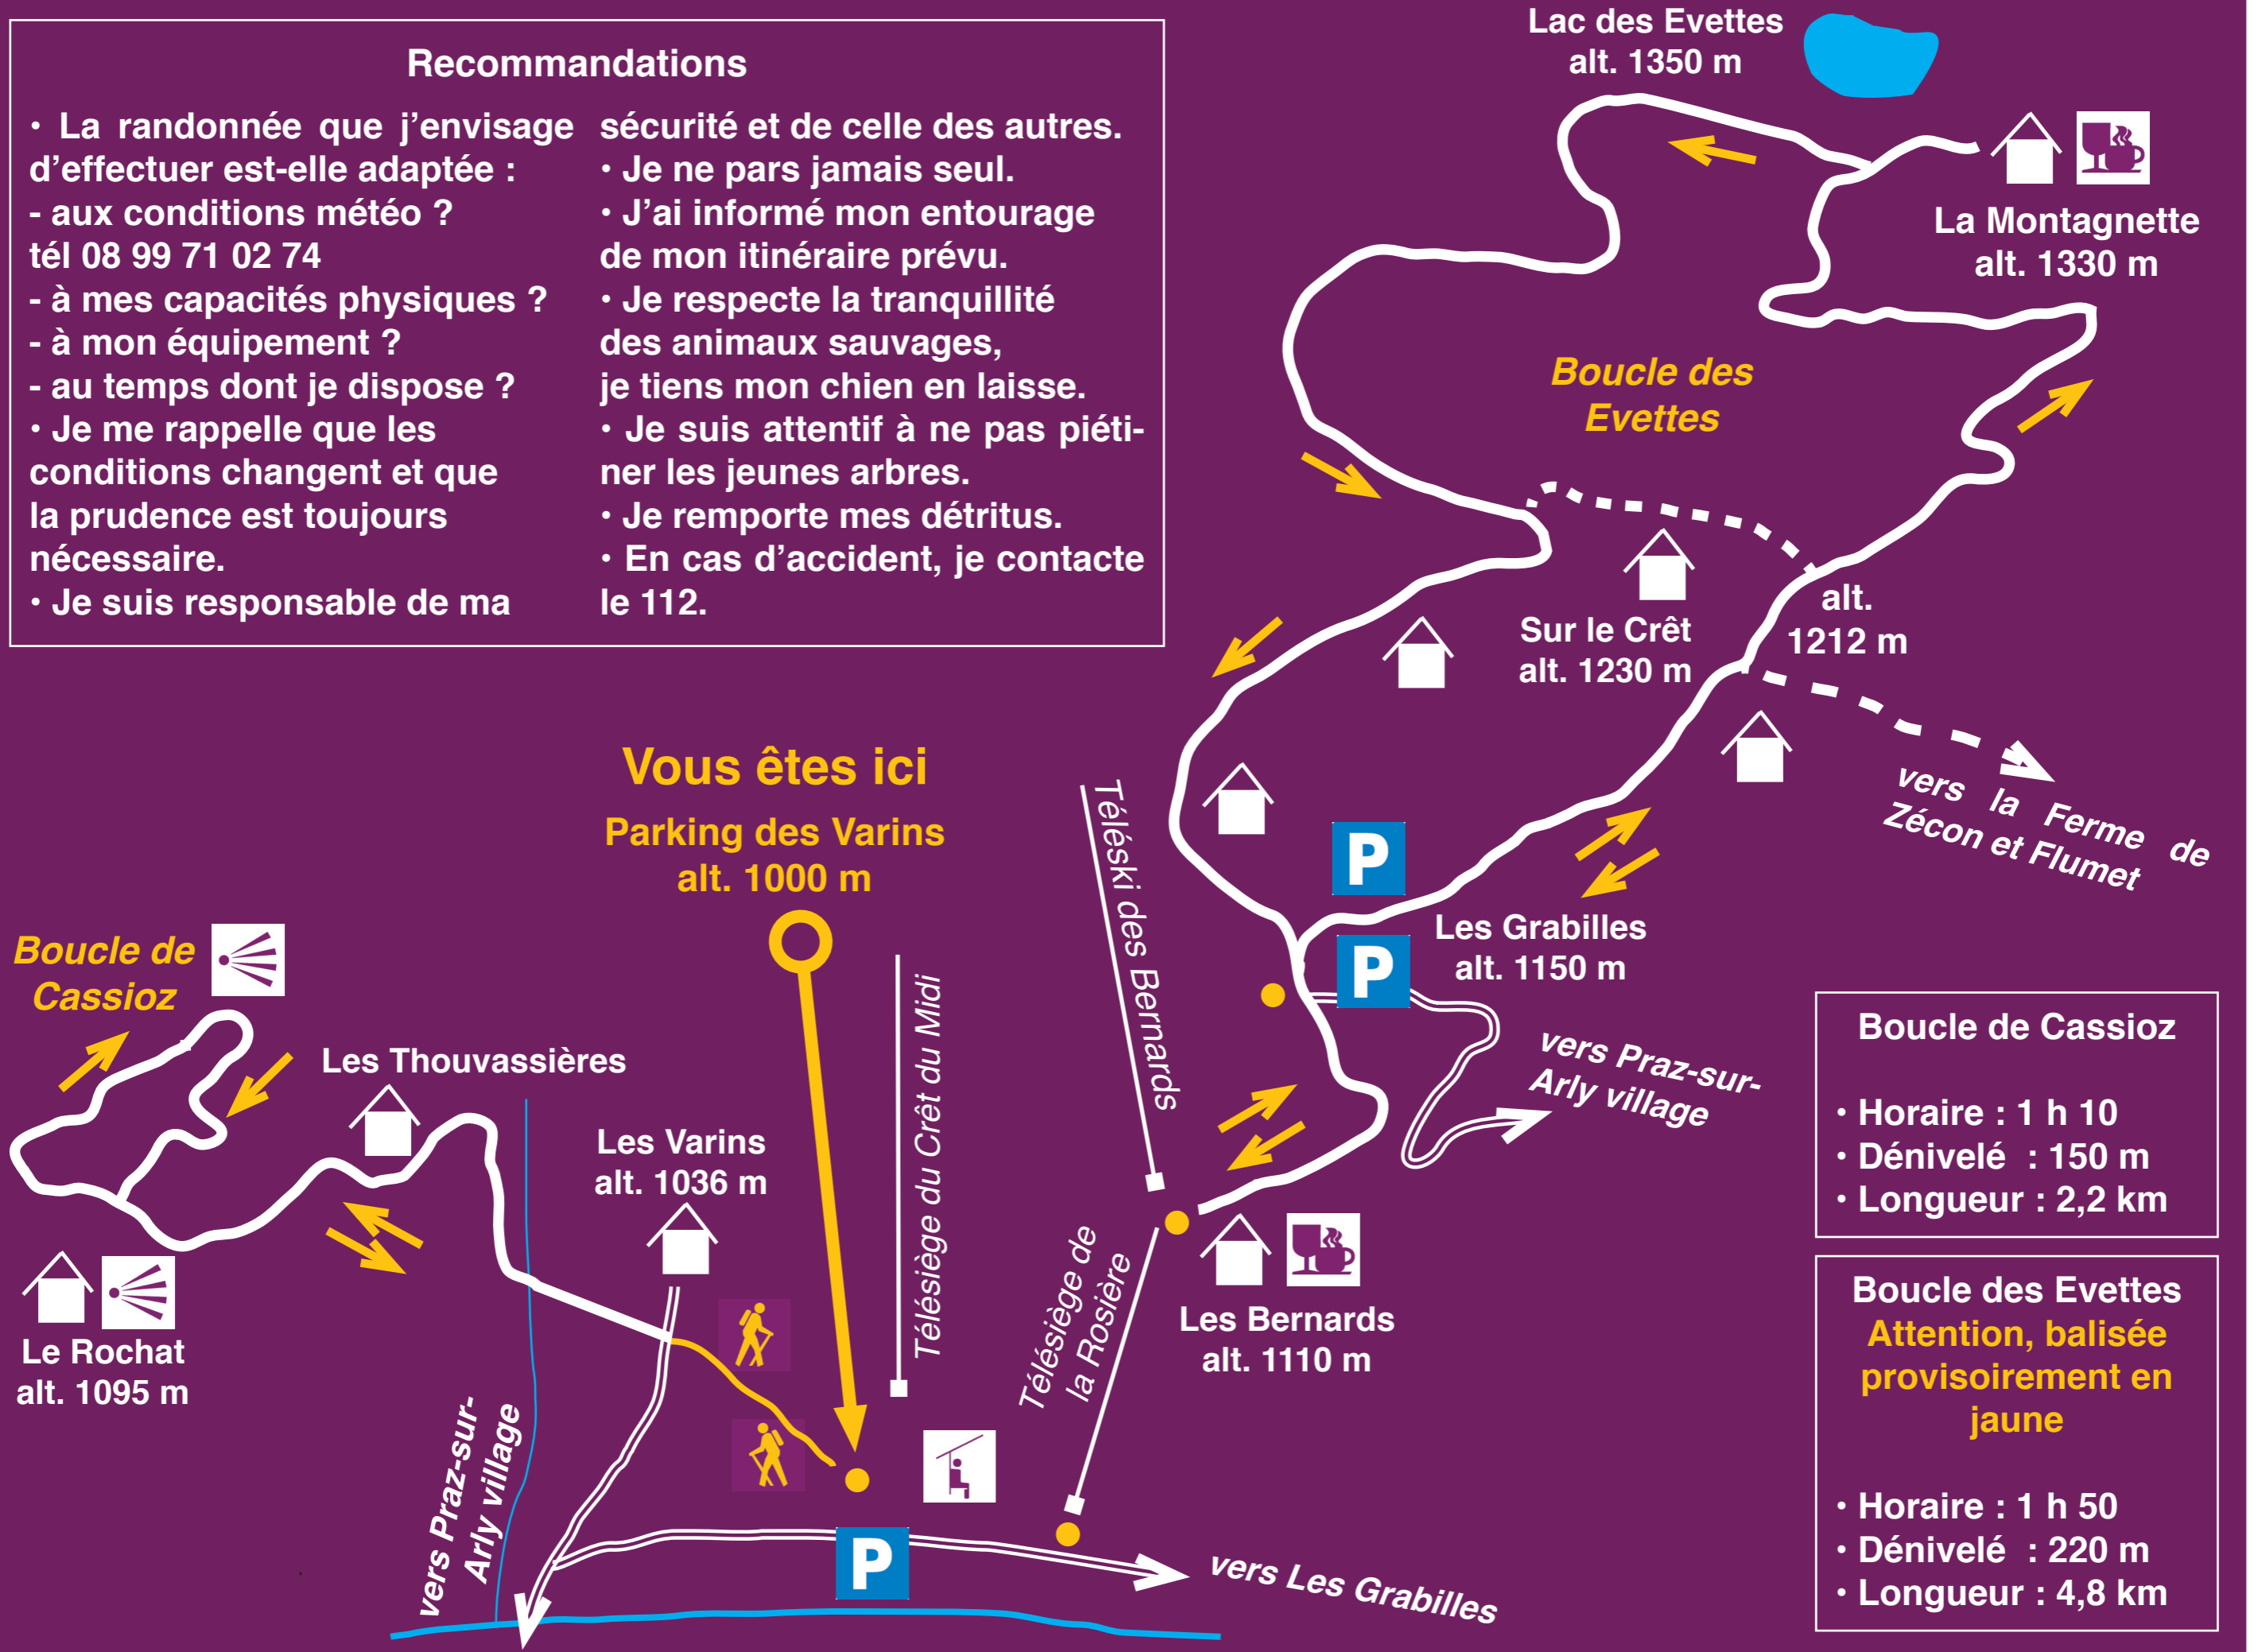 Recommandations
• La randonnée que j’envisage
d’effectuer est-elle adaptée :
- aux conditions météo ?
tél 08 99 71 02 74
- à mes capacités physiques ?
- à mon équipement ?
- au temps dont je dispose ?
• Je me rappelle que les
conditions changent et que
la prudence est toujours
nécessaire.
• Je suis responsable de ma
sécurité et de celle des autres.
• Je ne pars jamais seul.
• J’ai informé mon entourage
de mon itinéraire prévu.
• Je respecte la tranquillité
des animaux sauvages,
je tiens mon chien en laisse.
• Je suis attentif à ne pas piéti-
ner les jeunes arbres.
• Je remporte mes détritus.
• En cas d’accident, je contacte
le 112.
Lac des Evettes
alt. 1350 m
La Montagnette
alt. 1330 m
Boucle des
Evettes
Sur le Crêt
alt. 1230 m
alt.
1212 m
vers la Ferme de
Zécon et Flumet
Vous êtes ici
Parking des Varins
alt. 1000 m
Téléski des Bernards
P
P
Les Grabilles
alt. 1150 m
vers Praz-sur-
Arly village
Boucle de
Cassioz
Les Thouvassières
Les Varins
alt. 1036 m
Télésiège du Crêt du Midi
Télésiège de
la Rosière
Les Bernards
alt. 1110 m
Le Rochat
alt. 1095 m
vers Praz-sur-
Arly village
P
vers Les Grabilles
Boucle de Cassioz
• Horaire : 1 h 10
• Dénivelé : 150 m
• Longueur : 2,2 km
Boucle des Evettes
Attention, balisée
provisoirement en
jaune
• Horaire : 1 h 50
• Dénivelé : 220 m
• Longueur : 4,8 km